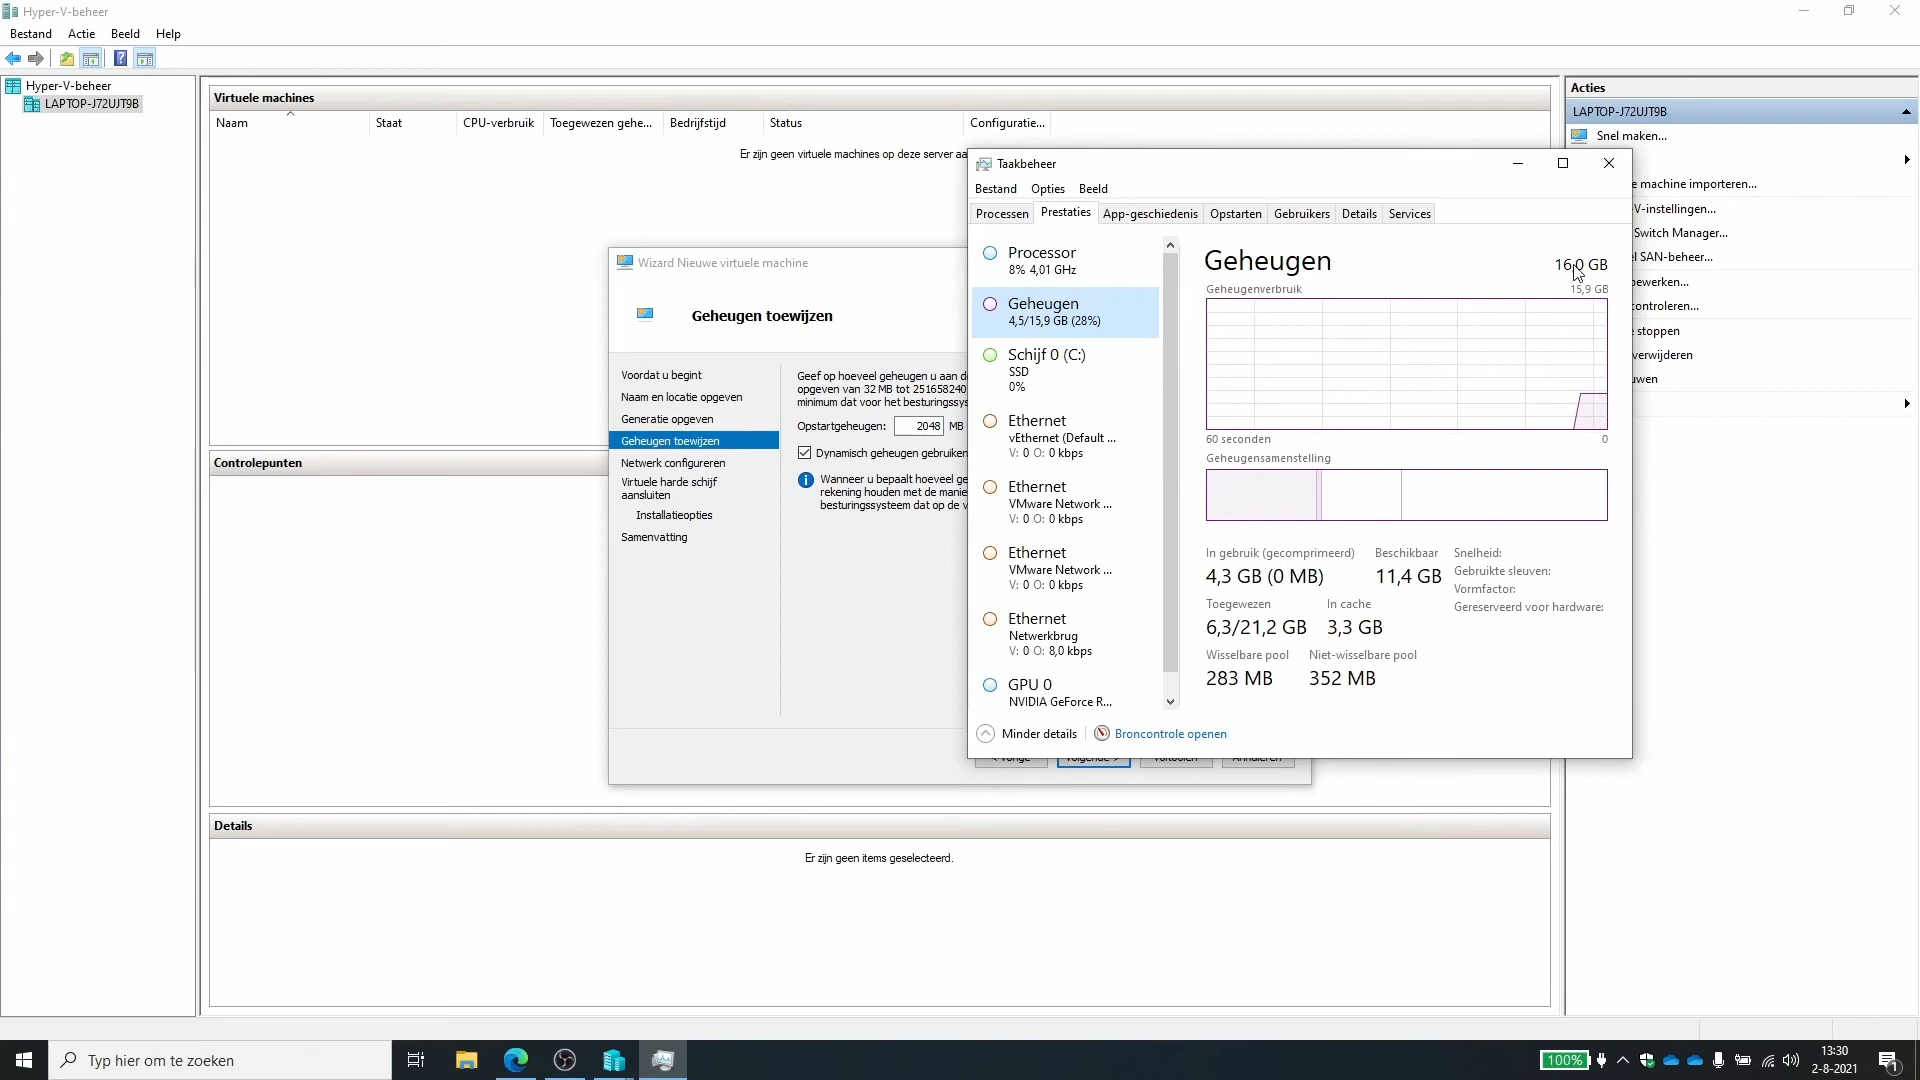 Hyper-V-beheer
Bestand Actie Beeld Help
Hyper-V-beheer
LAPTOP-J72UJT9B
Virtuele machines
Naam Staat CPU-verbruik Toegewezen gehe... Bedrijfstijd Status Configuratie...
Er zijn geen virtuele machines op deze server
Controlepunten
Details
Er zijn geen items geselecteerd.
Wizard Nieuwe virtuele machine
Geheugen toewijzen
Voordat u begint
Naam en locatie opgeven
Generatie opgeven
Geheugen toewijzen
Netwerk configureren
Virtuele harde schijf
aansluiten
Installatieopties
Samenvatting
Geef op hoeveel geheugen u aan
opgeven van 32 MB tot 251658240
minimum dat voor het
Opstartgeheugen: 2048 MB
Dynamisch geheugen gebruiken
Wanneer u bepaalt hoeveel
rekening houden met de
besturingssysteem dat op de
Taakbeheer
Bestand Opties Beeld
Processen Prestaties App-geschiedenis Opstarten Gebruikers Details Services
Processor
8% 4,01 GHz
Geheugen
4,5/15,9 GB (28%)
Schijf 0 (C:)
SSD
0%
Ethernet
vEthernet (Default ...
V: 0 O: 0 kbps
Ethernet
VMware Network ...
V: 0 O: 0 kbps
Ethernet
VMware Network ...
V: 0 O: 0 kbps
Ethernet
Netwerkbrug
V: 0 O: 8,0 kbps
GPU 0
NVIDIA GeForce R...
Geheugen 16,0 GB
Geheugenverbruik 15,9 GB
60 seconden 0
Geheugensamenstelling
In gebruik (gecomprimeerd) Beschikbaar
4,3 GB (0 MB) 11,4 GB
Toegewezen In cache
6,3/21,2 GB 3,3 GB
Wisselbare pool Niet-wisselbare pool
283 MB 352 MB
Snelheid:
Gebruikte sleuven:
Vormfactor:
Gereserveerd voor hardware:
Minder details Broncontrole openen
Acties
LAPTOP-J72UJT9B
Snel maken...
machine importeren...
V-instellingen...
Switch Manager...
SAN-beheer...
stoppen
verwijderen
Typ hier om te zoeken
100%
13:30
2-8-2021
1